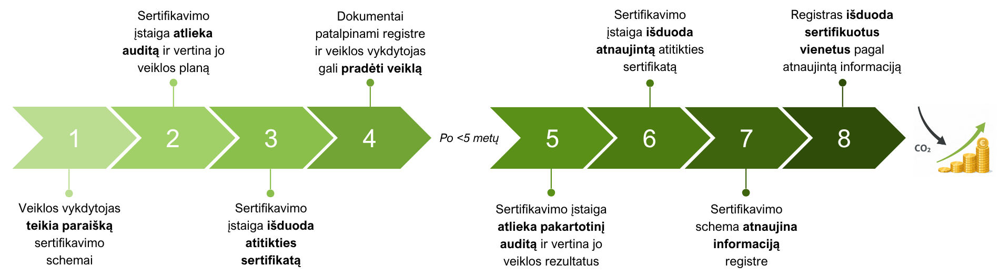 Sertifikavimo
įstaiga atlieka
auditą ir vertina jo
veiklos planą
Dokumentai
patalpinami registre
ir veiklos vykdytojas
gali pradėti veiklą
Sertifikavimo
įstaiga išduoda
atnaujintą atitikties
sertifikatą
Registras išduoda
sertifikuotus
vienetus pagal
atnaujintą informaciją
1
2
3
4
Po <5 metų
5
6
7
8
CO₂
€
Veiklos vykdytojas
teikia paraišką
sertifikavimo
schemai
Sertifikavimo
įstaiga išduoda
atitikties
sertifikatą
Sertifikavimo įstaiga
atlieka pakartotinį
auditą ir vertina jo
veiklos rezultatus
Sertifikavimo
schema atnaujina
informaciją
registre